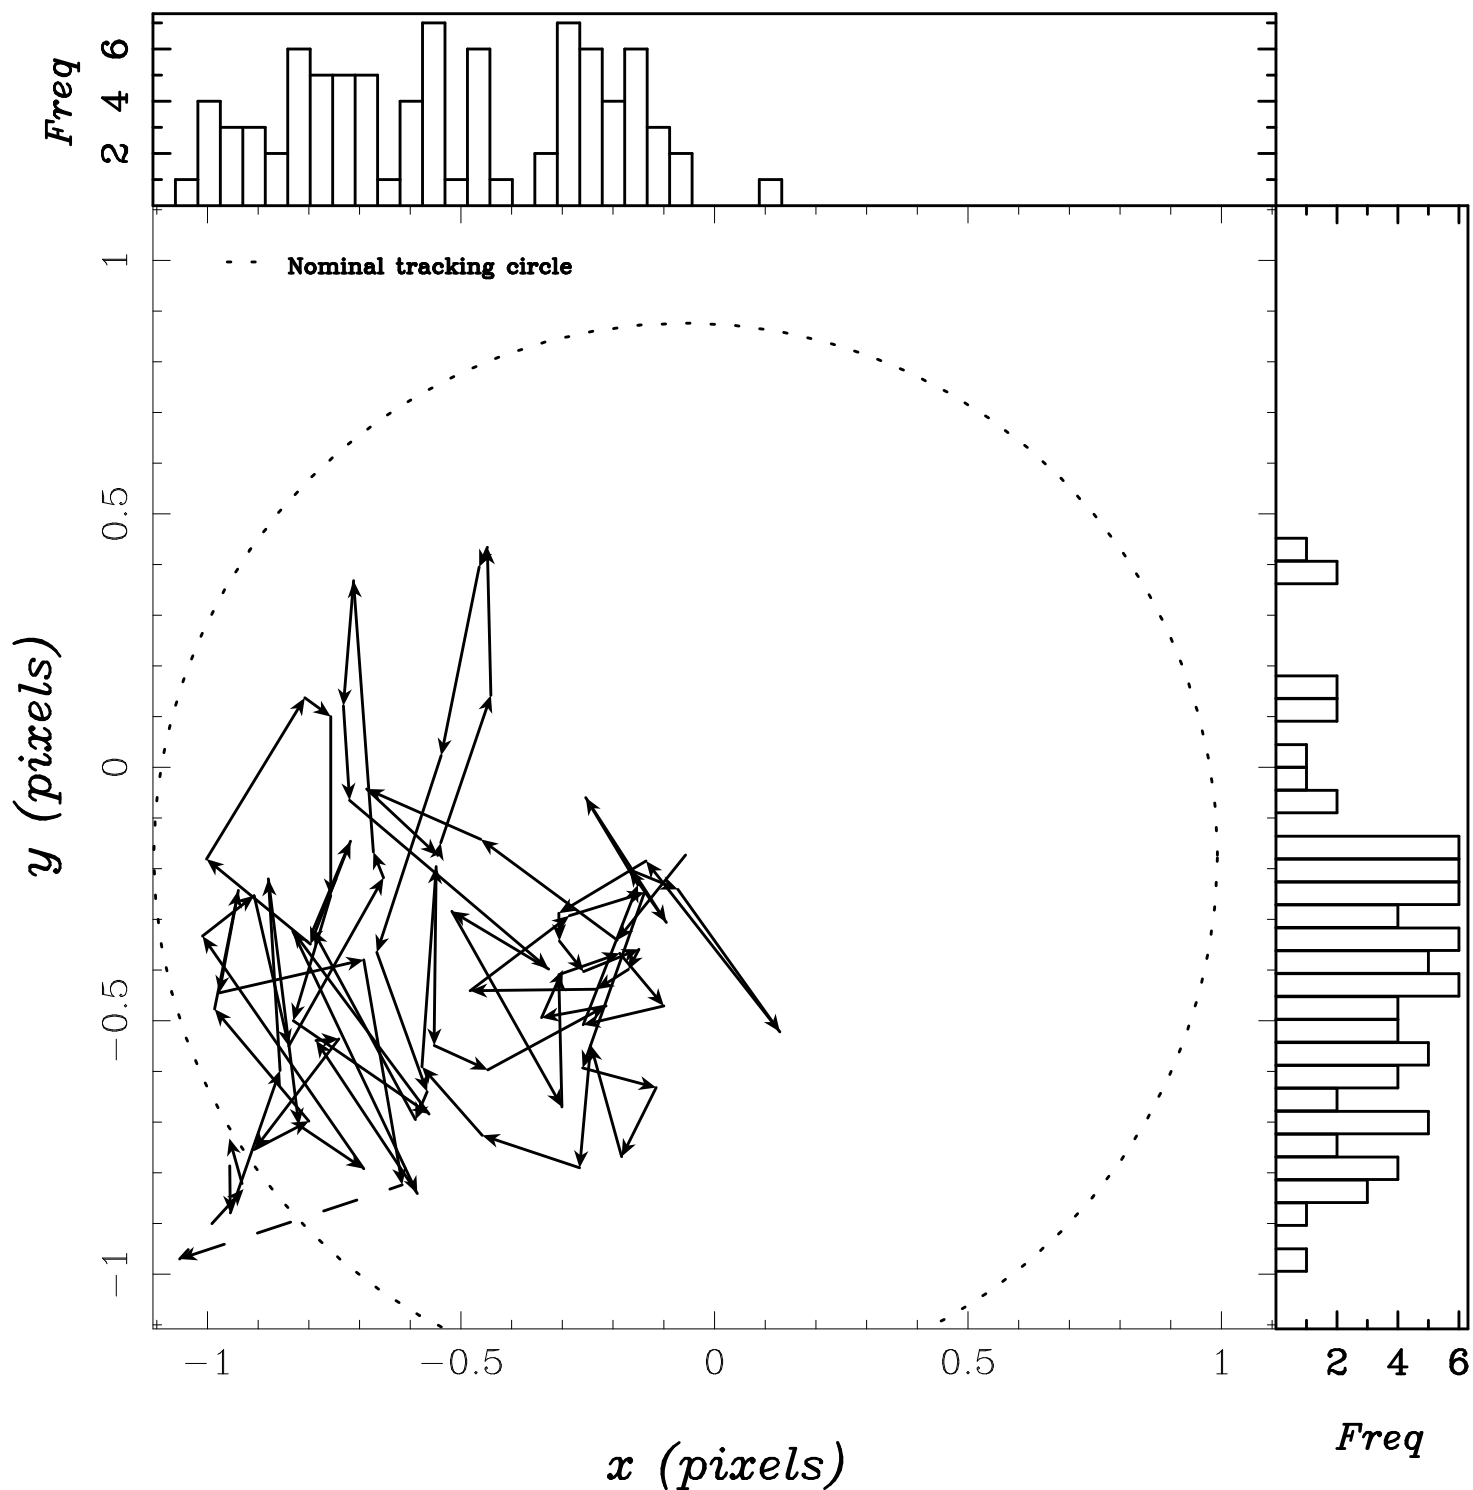 Freq
6
4
2
Nominal tracking circle
1
0.5
0
−0.5
−1
y (pixels)
−1 −0.5 0 0.5 1
2 4 6
x (pixels)
Freq